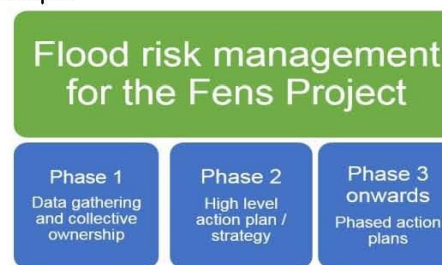 Flood risk management
for the Fens Project
Phase 1
Data gathering
and collective
ownership
Phase 2
High level
action plan /
strategy
Phase 3
onwards
Phased action
plans